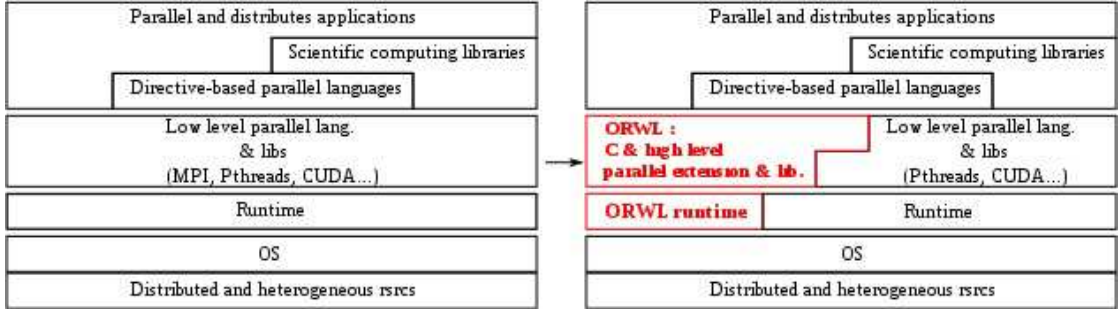 Parallel and distributes applications
Scientific computing libraries
Directive-based parallel languages
Low level parallel lang.
& libs
(MPI, Pthreads, CUDA...)
Runtime
OS
Distributed and heterogeneous rsrcs
Parallel and distributes applications
Scientific computing libraries
Directive-based parallel languages
ORWL :
C & high level
parallel extension & lib.
Low level parallel lang.
& libs
(Pthreads, CUDA...)
ORWL runtime
Runtime
OS
Distributed and heterogeneous rsrcs